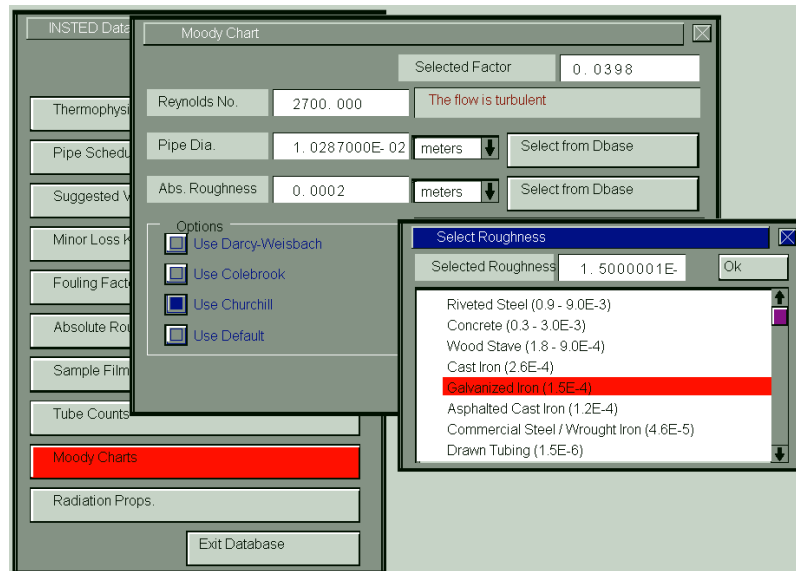 INSTED Data
Moody Chart
Selected Factor
0.0398
Reynolds No.
2700.000
The flow is turbulent
Pipe Dia.
1.0287000E-02
meters
Select from Dbase
Abs. Roughness
0.0002
meters
Select from Dbase
Options
Use Darcy-Weisbach
Use Colebrook
Use Churchill
Use Default
Select Roughness
Selected Roughness
1.5000001E-
Ok
Riveted Steel (0.9 - 9.0E-3)
Concrete (0.3 - 3.0E-3)
Wood Stave (1.8 - 9.0E-4)
Cast Iron (2.6E-4)
Galvanized Iron (1.5E-4)
Asphalted Cast Iron (1.2E-4)
Commercial Steel / Wrought Iron (4.6E-5)
Drawn Tubing (1.5E-6)
Thermophysi
Pipe Schedu
Suggested V
Minor Loss K
Fouling Facto
Absolute Rou
Sample Film
Tube Counts
Moody Charts
Radiation Props.
Exit Database